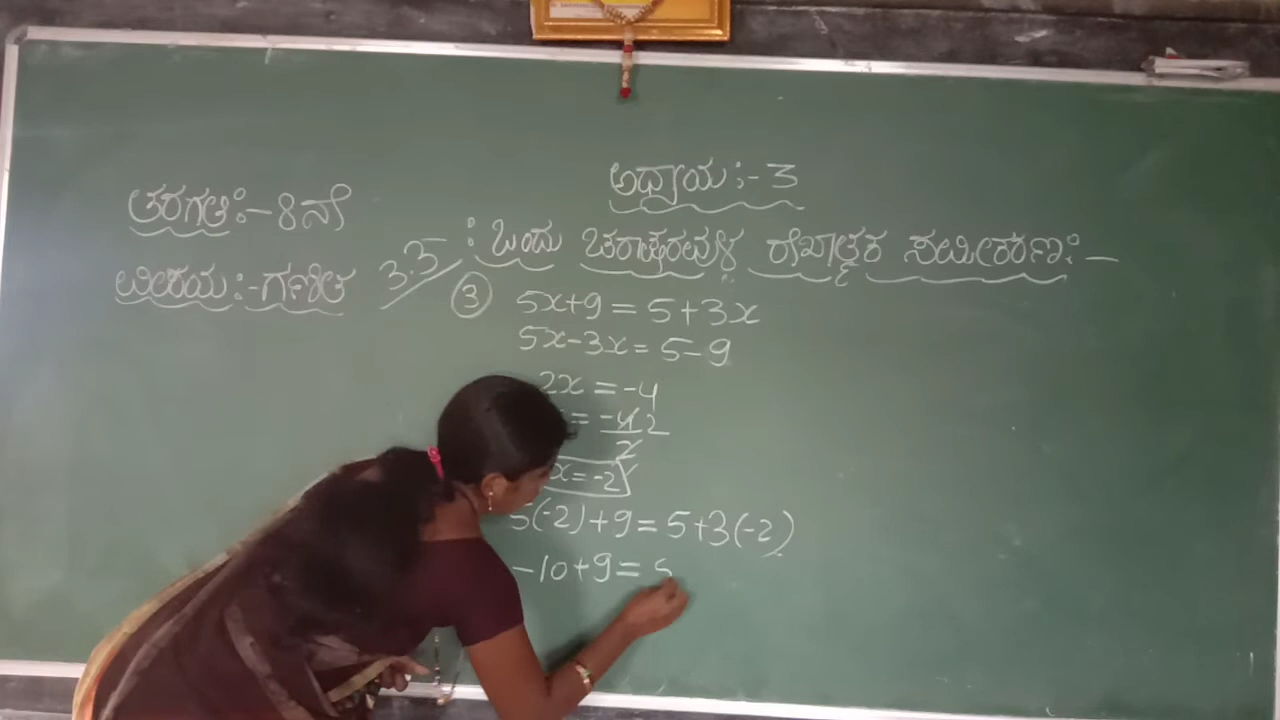 ಅಧ್ಯಾಯ :- 3
ತರಗತಿ :- 8ನೇ
ವಿಷಯ :- ಗಣಿತ
3.5 : ಒಂದು ಚರಾಕ್ಷರವುಳ್ಳ ರೇಖಾತ್ಮಕ ಸಮೀಕರಣ :-
③ 5x+9 = 5+3x
5x-3x = 5-9
2x = -4
= -4 2
2
x = -2
5(-2)+9 = 5+3(-2)
-10+9 = 5